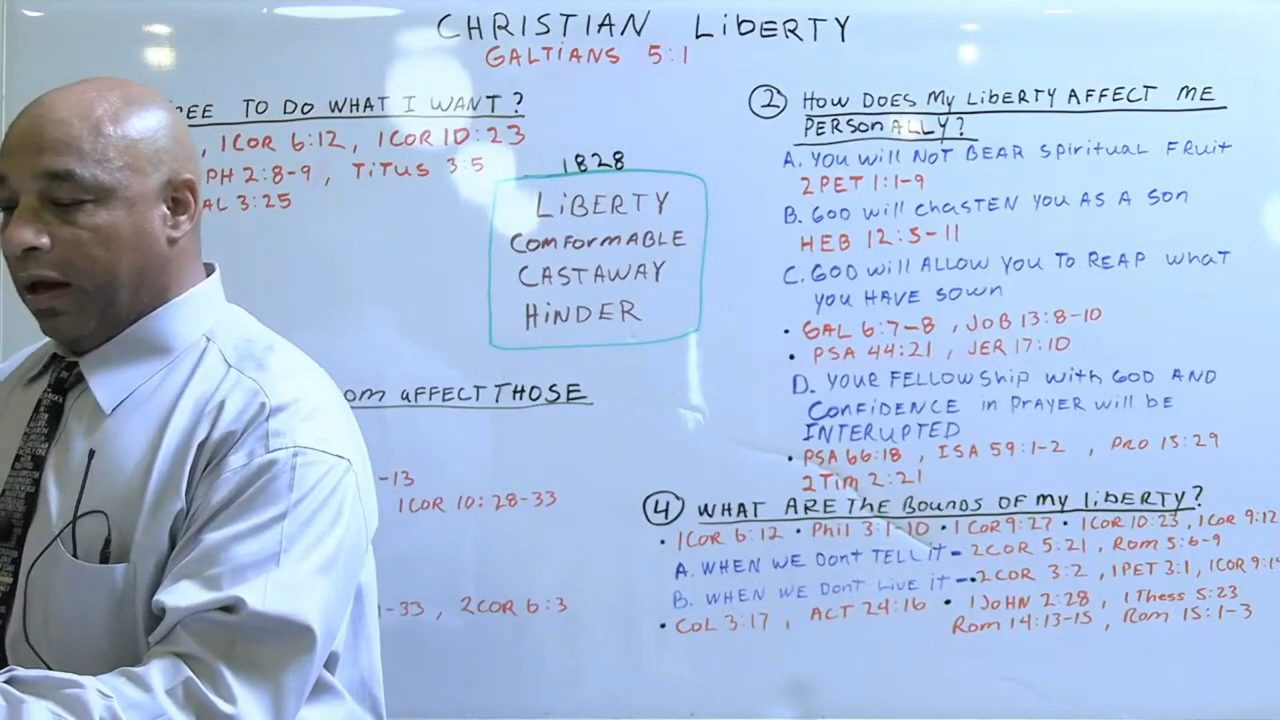 CHRISTIAN LiBERTY
GALTiANS 5:1
TO DO WHAT I WANT?
, 1COR 6:12, 1COR 10:23
PH 2:8-9, TiTUS 3:5
AL 3:25
1828
LiBERTY
COMFORMABLE
CASTAWAY
HiNDER
om AFFECT THOSE
-13
1COR 10:28-33
-33, 2COR 6:3
2 HOW DOES My LiBERTY AFFECT ME
PERSONALLY?
A. YOU will NOT BEAR Spiritual FRuit
2 PET 1:1-9
B. GOD will chASTEN you AS A SON
HEB 12:5-11
C. GOD will ALLOW YOU TO REAP what
you HAVE SOWN
• GAL 6:7-8, JOB 13:8-10
• PSA 44:21, JER 17:10
D. YOUR FELLOWShip with GOD AND
CONFiDENCE in PRAYER will be
INTERUPTED
• PSA 66:18, ISA 59:1-2, PRO 15:29
2Tim 2:21
4 WHAT ARE THE BOUNDS OF My LIBERTY?
• 1COR 6:12 • Phil 3:1-10 • 1COR 9:27 • 1COR 10:23, 1COR 9:12
A. WHEN WE DONT TELL iT - 2COR 5:21, ROM 5:6-9
B. WHEN WE DONT LIVE iT - • 2COR 3:2, 1PET 3:1, 1COR 9:1
• COL 3:17, ACT 24:16 • 1JOHN 2:28, 1Thess 5:23
ROM 14:13-15, ROM 15:1-3